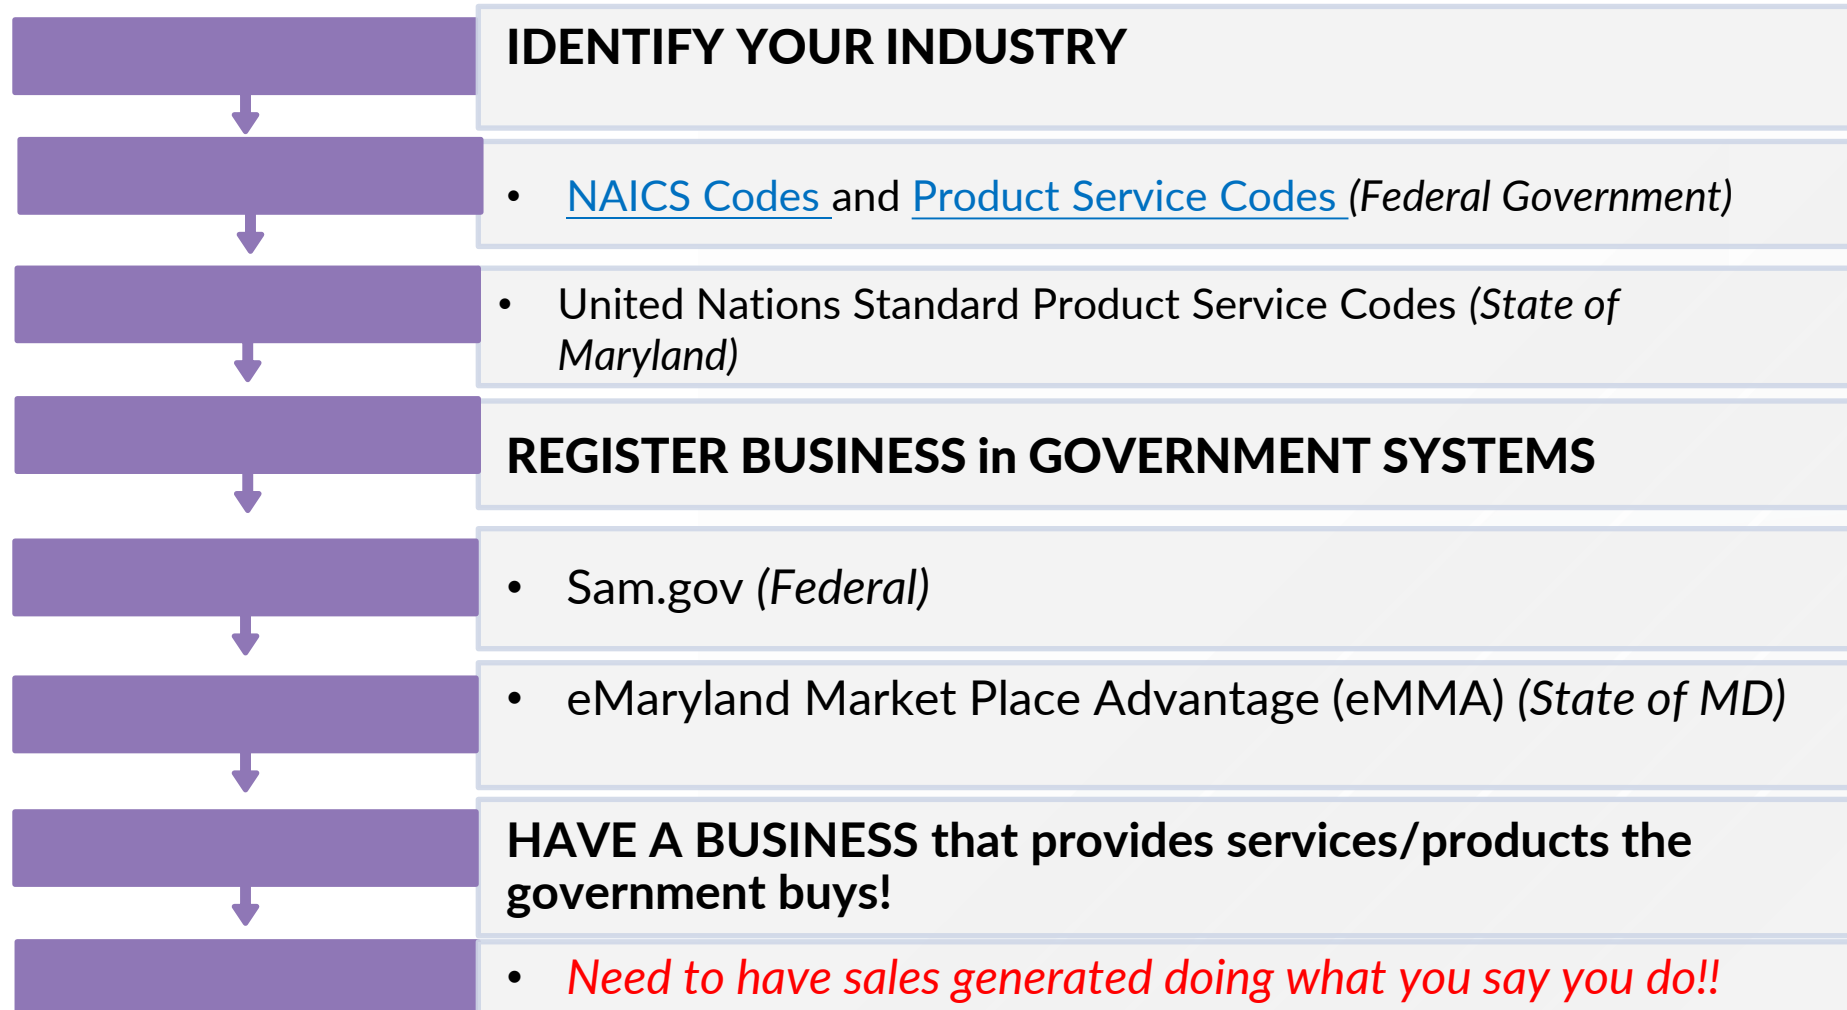 IDENTIFY YOUR INDUSTRY
• NAICS Codes and Product Service Codes (Federal Government)
• United Nations Standard Product Service Codes (State of
Maryland)
REGISTER BUSINESS in GOVERNMENT SYSTEMS
• Sam.gov (Federal)
• eMaryland Market Place Advantage (eMMA) (State of MD)
HAVE A BUSINESS that provides services/products the
government buys!
• Need to have sales generated doing what you say you do!!